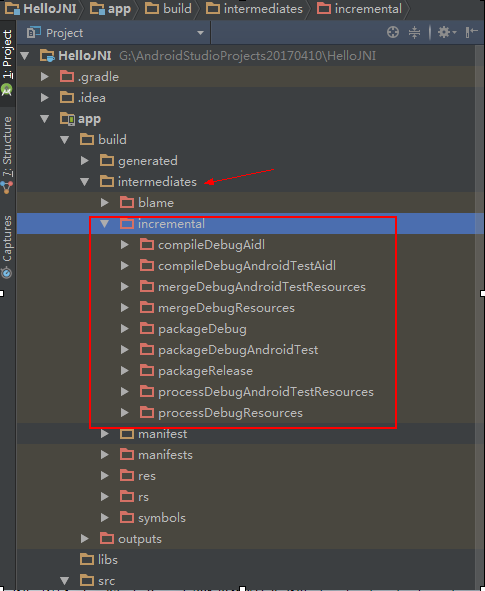 HelloJNI app build intermediates incremental
Project
1: Project
7: Structure
Captures
HelloJNI G:\AndroidStudioProjects20170410\HelloJNI
.gradle
.idea
app
build
generated
intermediates
blame
incremental
compileDebugAidl
compileDebugAndroidTestAidl
mergeDebugAndroidTestResources
mergeDebugResources
packageDebug
packageDebugAndroidTest
packageRelease
processDebugAndroidTestResources
processDebugResources
manifest
manifests
res
rs
symbols
outputs
libs
src